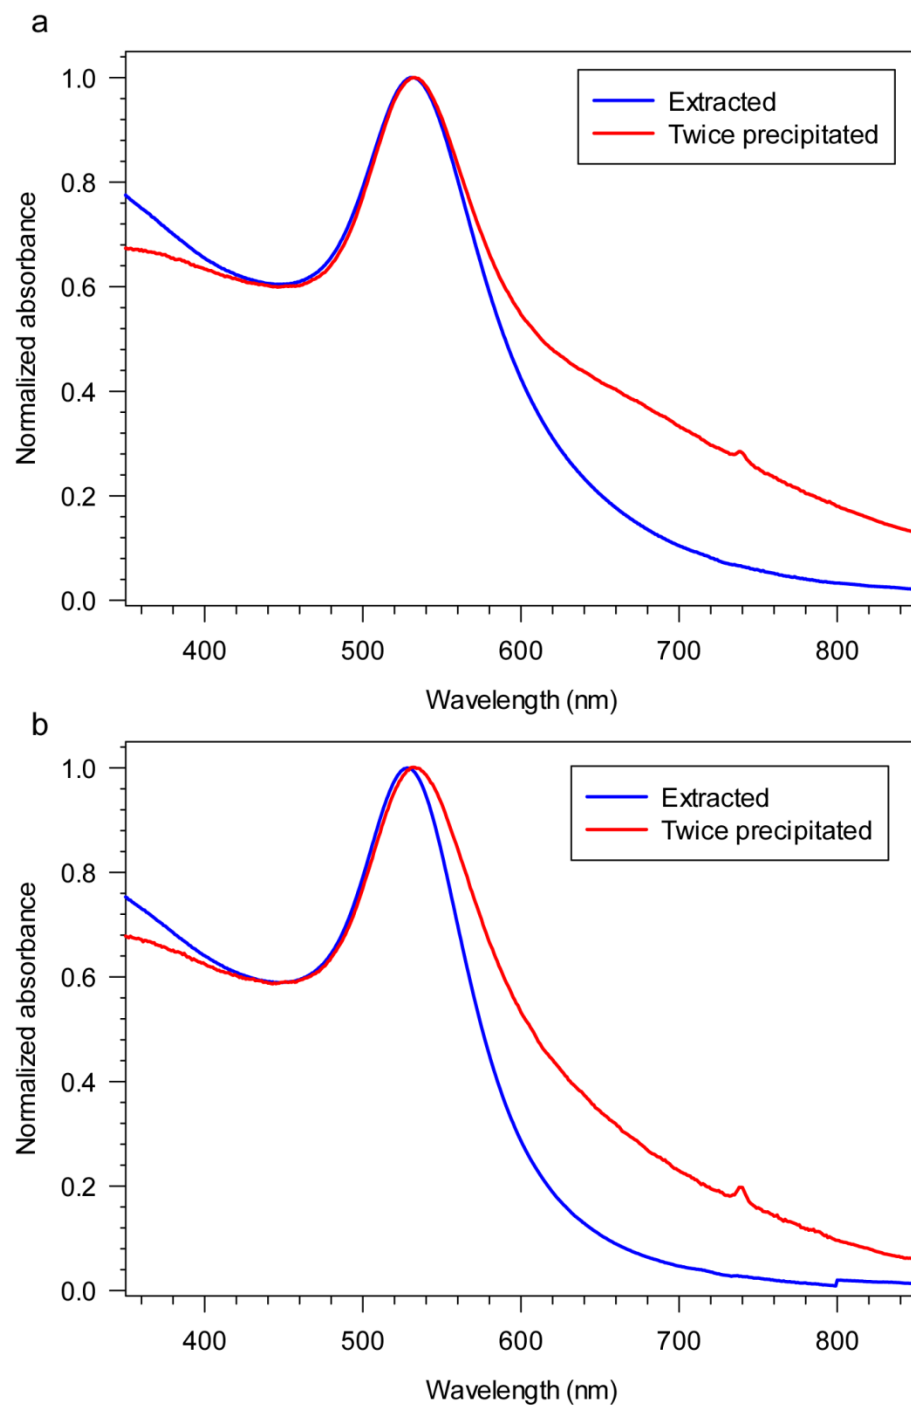 a
1.0
0.8
0.6
0.4
0.2
0.0
Normalized absorbance
Extracted
Twice precipitated
400 500 600 700 800
Wavelength (nm)
b
1.0
0.8
0.6
0.4
0.2
0.0
Normalized absorbance
Extracted
Twice precipitated
400 500 600 700 800
Wavelength (nm)